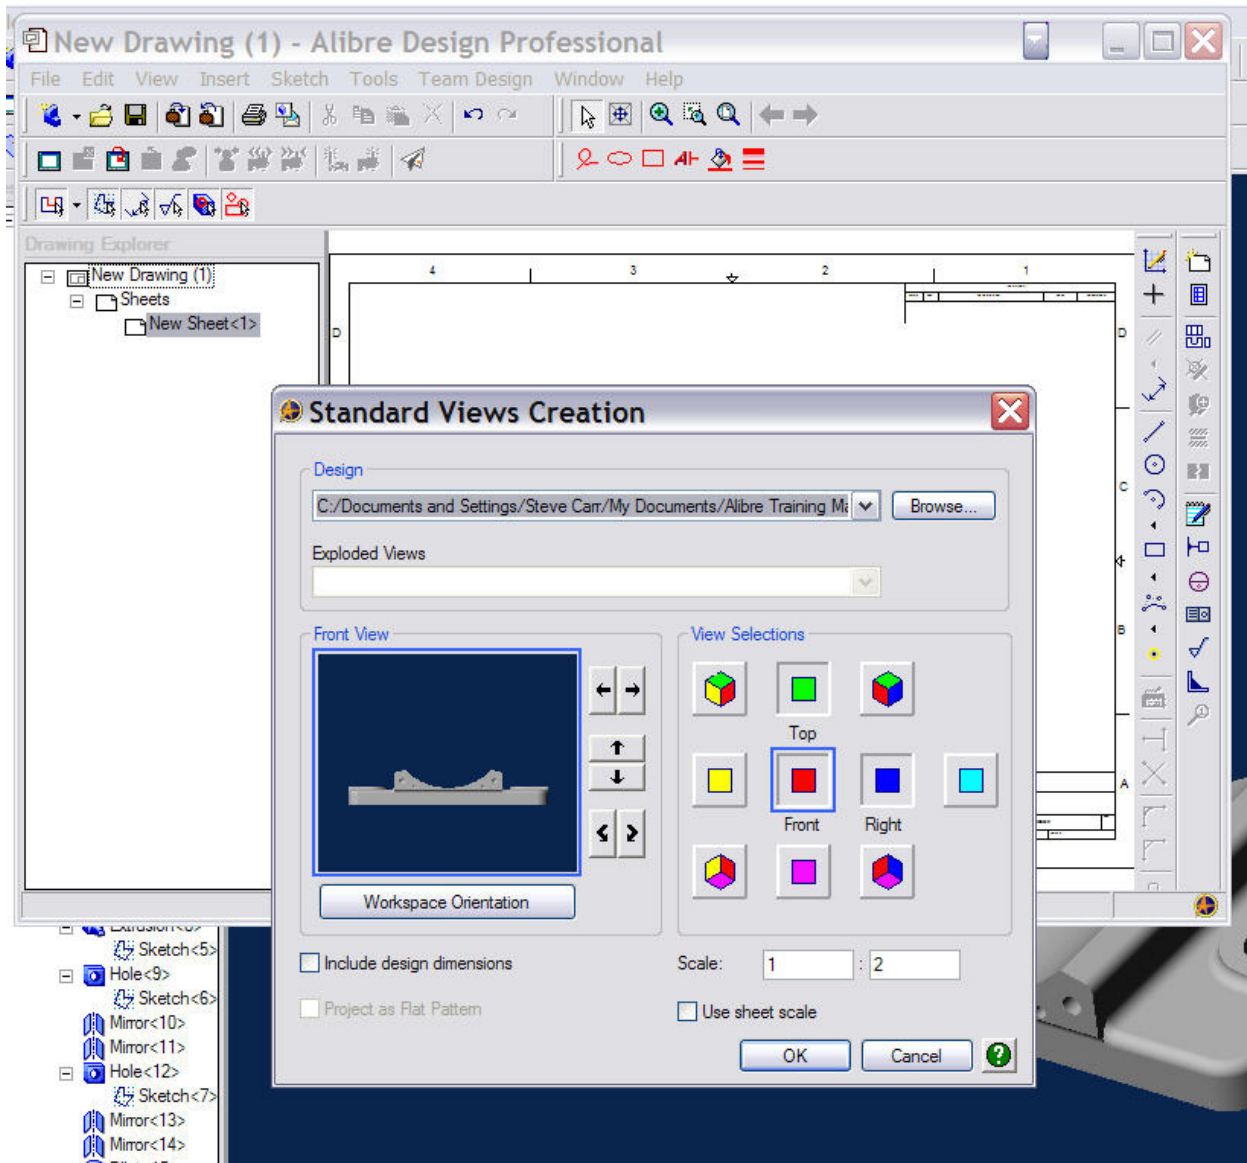 New Drawing (1) - Alibre Design Professional
File Edit View Insert Sketch Tools Team Design Window Help
Drawing Explorer
New Drawing (1)
Sheets
New Sheet<1>
4 3 2 1
D D
C
B
A
Standard Views Creation
Design
C:/Documents and Settings/Steve Carr/My Documents/Alibre Training Ma
Browse...
Exploded Views
Front View
View Selections
Top
Front Right
Workspace Orientation
Include design dimensions
Scale: 1 : 2
Project as Flat Pattern
Use sheet scale
OK Cancel
Sketch<5>
Hole<9>
Sketch<6>
Mirror<10>
Mirror<11>
Hole<12>
Sketch<7>
Mirror<13>
Mirror<14>